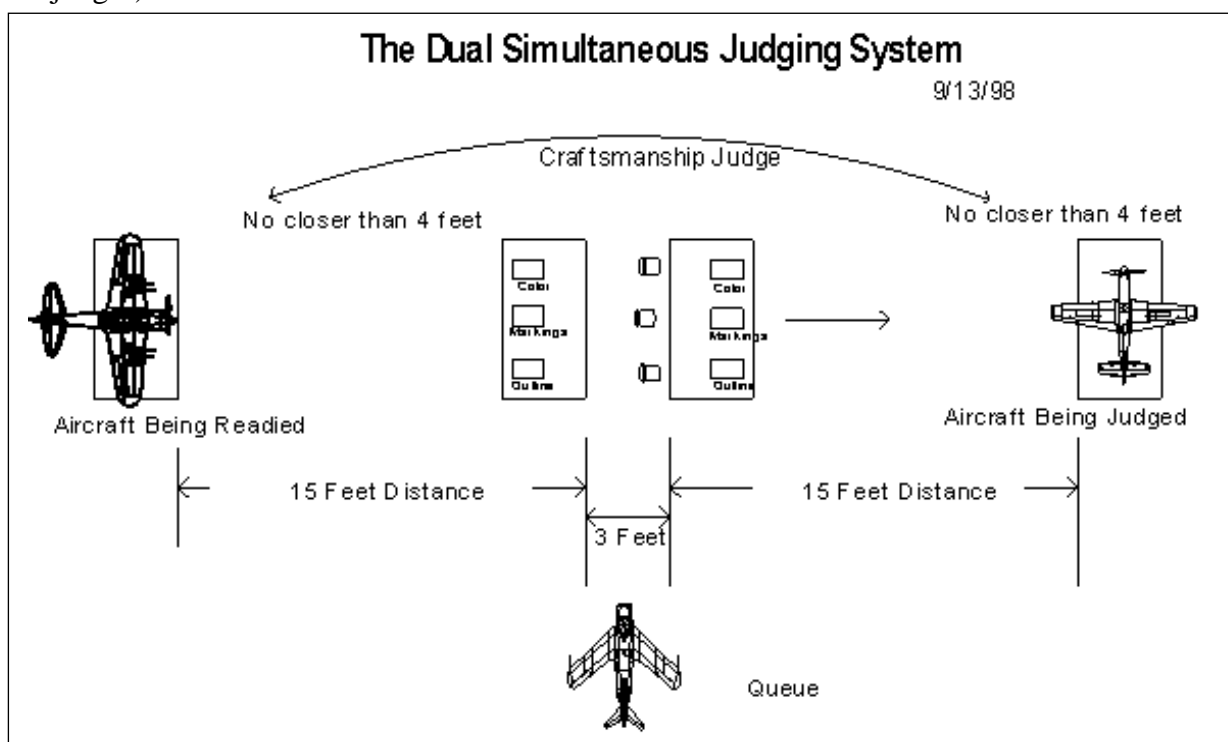 The Dual Simultaneous Judging System
9/13/98
Craftsmanship Judge
No closer than 4 feet
No closer than 4 feet
Color
Color
Markings
Markings
Outline
Outline
Aircraft Being Readied
Aircraft Being Judged
15 Feet Distance
15 Feet Distance
3 Feet
Queue